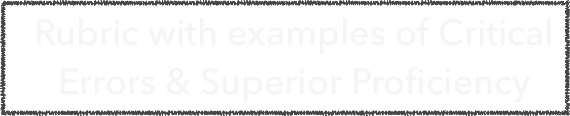 Rubric with examples of Critical
Errors & Superior Proficiency